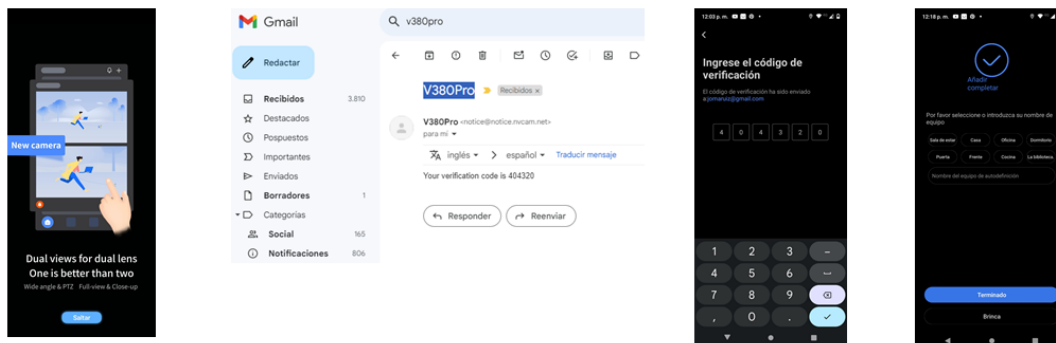 New camera
Dual views for dual lens
One is better than two
Wide angle & PTZ Full-view & Close-up
Saltar
Gmail
v380pro
Redactar
Recibidos 3.810
Destacados
Pospuestos
Importantes
Enviados
Borradores 1
Categorías
Social 165
Notificaciones 806
V380Pro
Recibidos x
V380Pro <notice@notice.nvcam.net>
para mí
inglés > español Traducir mensaje
Your verification code is 404320
Responder Reenviar
12:03 p. m.
Ingrese el código de
verificación
El código de verificación ha sido enviado
a jomaruiz@gmail.com
4 0 4 3 2 0
1 2 3 -
4 5 6
7 8 9
, 0 .
12:18 p. m.
Añadir
completar
Por favor seleccione o introduzca su nombre de
equipo
Sala de estar Casa Oficina Dormitorio
Puerta Frente Cocina La biblioteca
Nombre del equipo de autodefinición
Terminado
Brinca